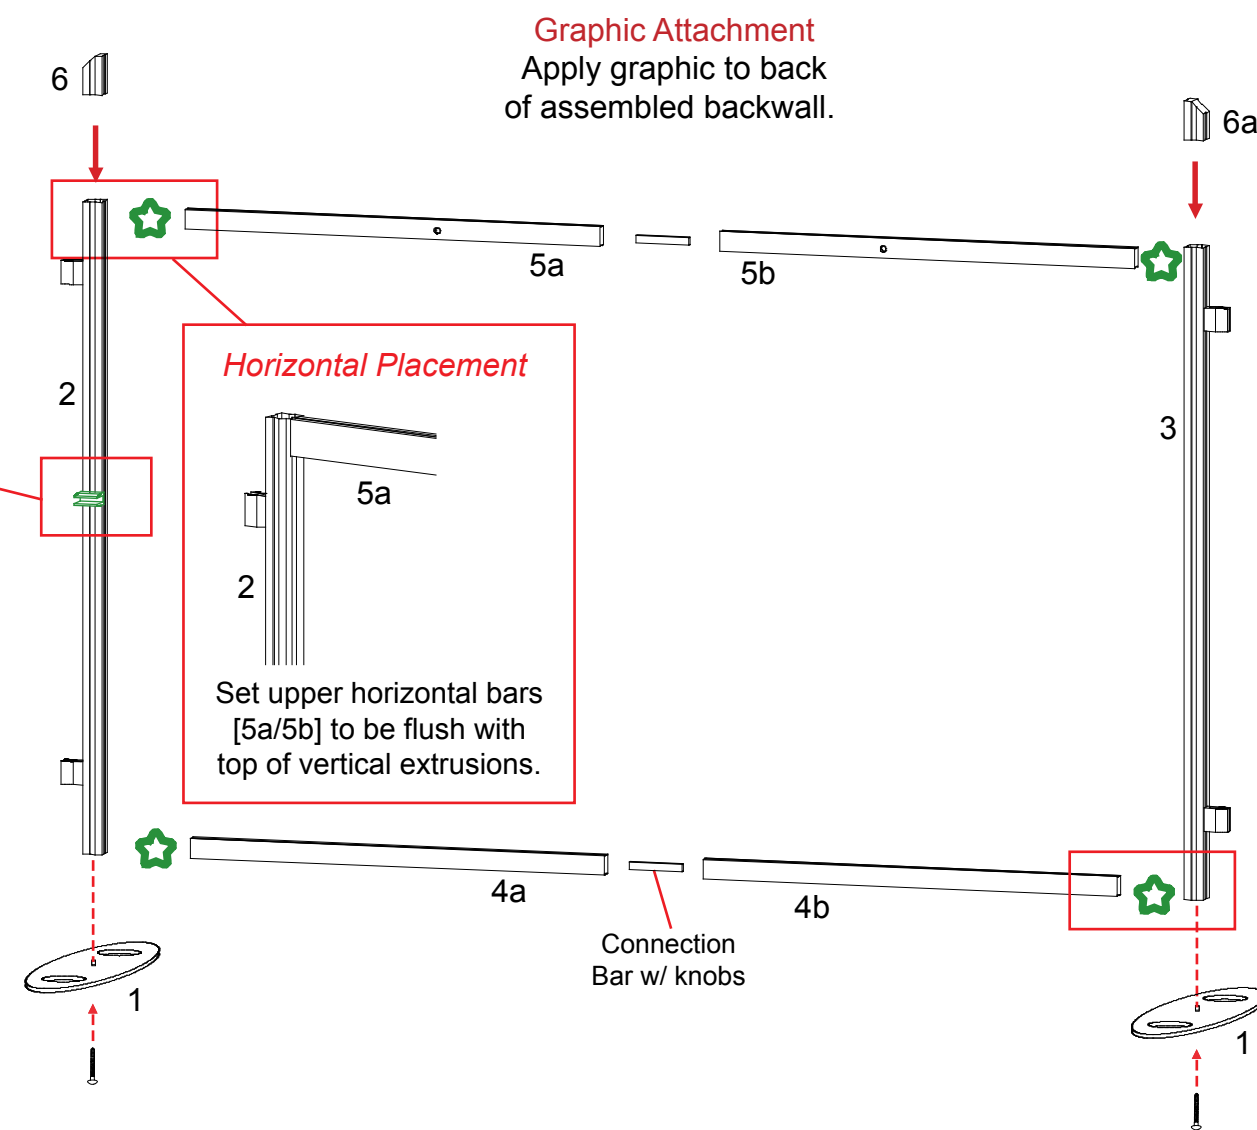 Graphic Attachment
Apply graphic to back
of assembled backwall.
6
6a
5a
5b
2
3
Horizontal Placement
5a
2
Set upper horizontal bars
[5a/5b] to be flush with
top of vertical extrusions.
4a
4b
Connection
Bar w/ knobs
1
1